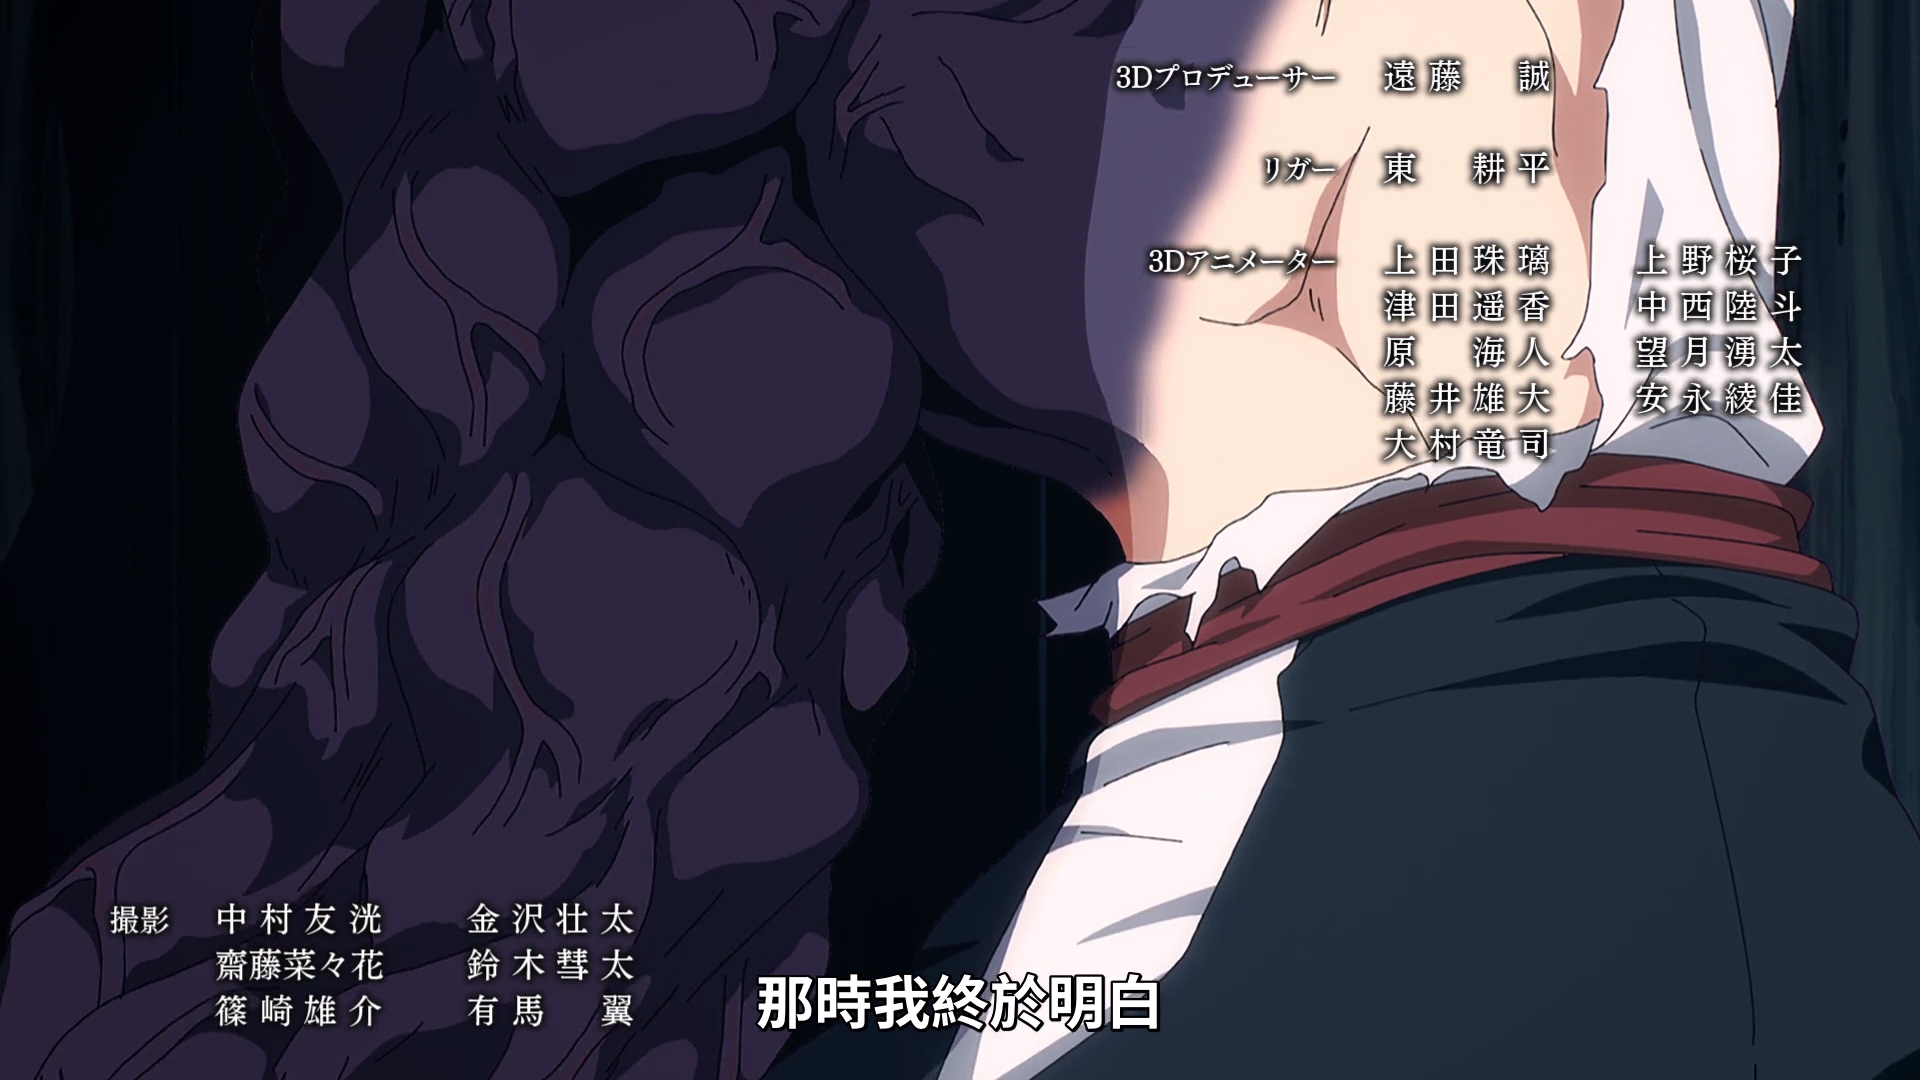 3Dプロデューサー 遠藤 誠
リガー 東 耕平
3Dアニメーター 上田珠璃 上野桜子
津田遥香 中西陸斗
原 海人 望月湧太
藤井雄大 安永綾佳
大村竜司
撮影 中村友洸 金沢壮太
齋藤菜々花 鈴木彗太
篠崎雄介 有馬 翼
那時我終於明白